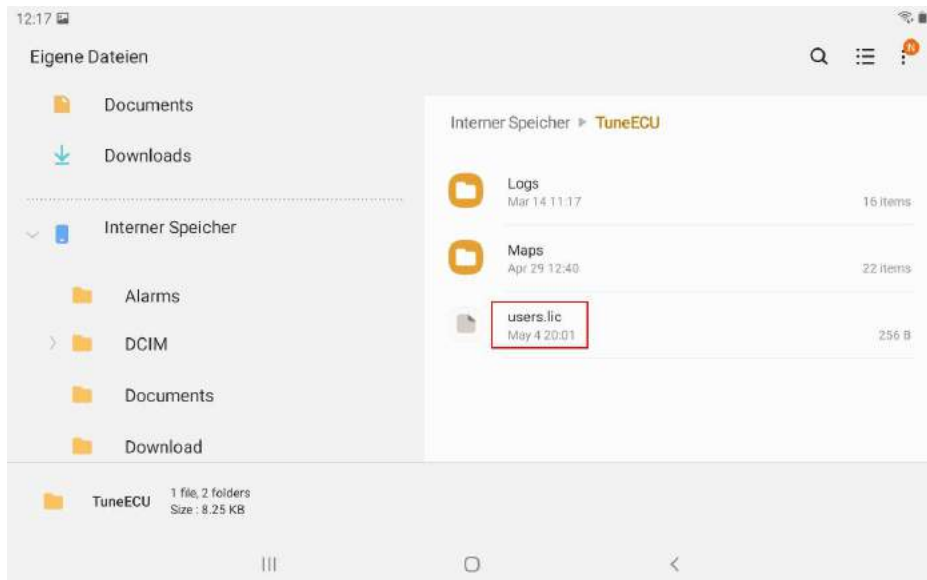 12:17
Eigene Dateien
N
Documents
Downloads
Interner Speicher
Alarms
DCIM
Documents
Download
Interner Speicher ▶ TuneECU
Logs
Mar 14 11:17
16 items
Maps
Apr 29 12:40
22 items
users.lic
May 4 20:01
256 B
TuneECU
1 file, 2 folders
Size : 8.25 KB